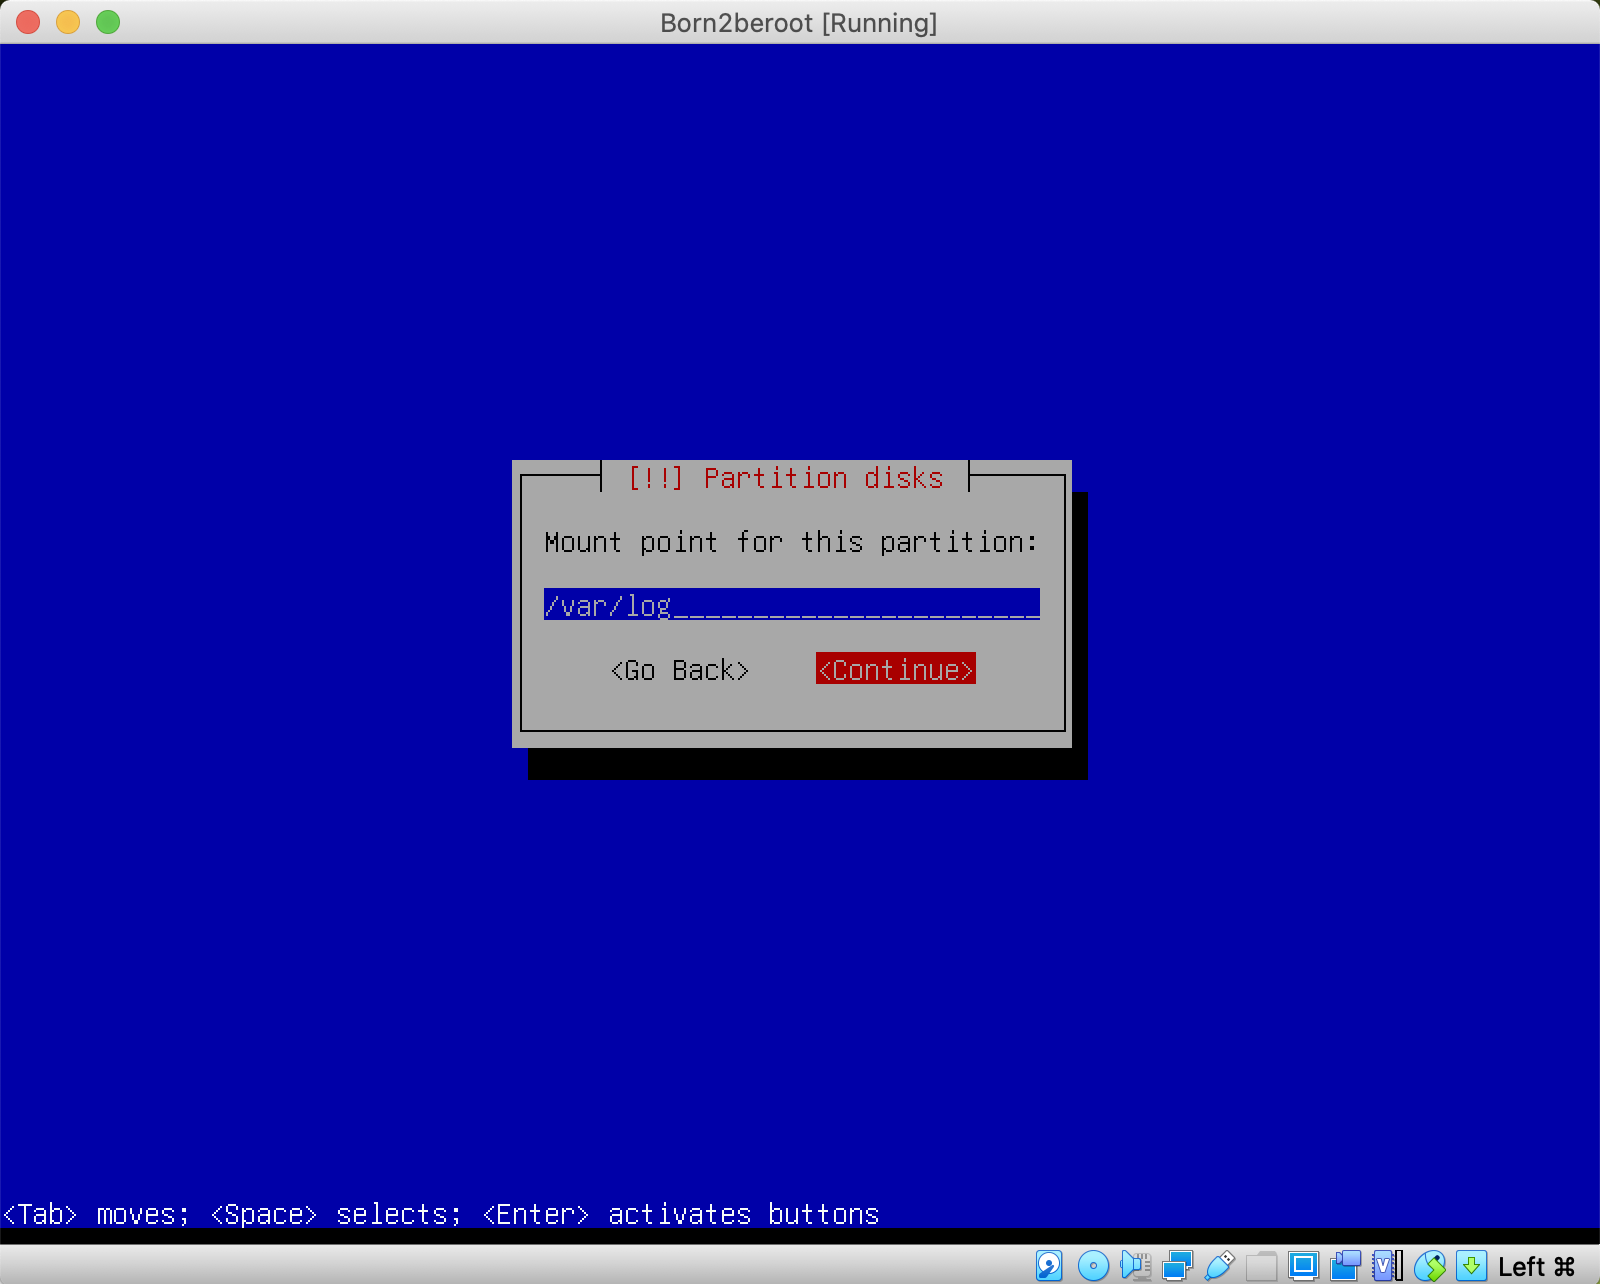 Born2beroot [Running]
[!!] Partition disks
Mount point for this partition:
/var/log_______________________
<Go Back> <Continue>
<Tab> moves; <Space> selects; <Enter> activates buttons
Left ⌘